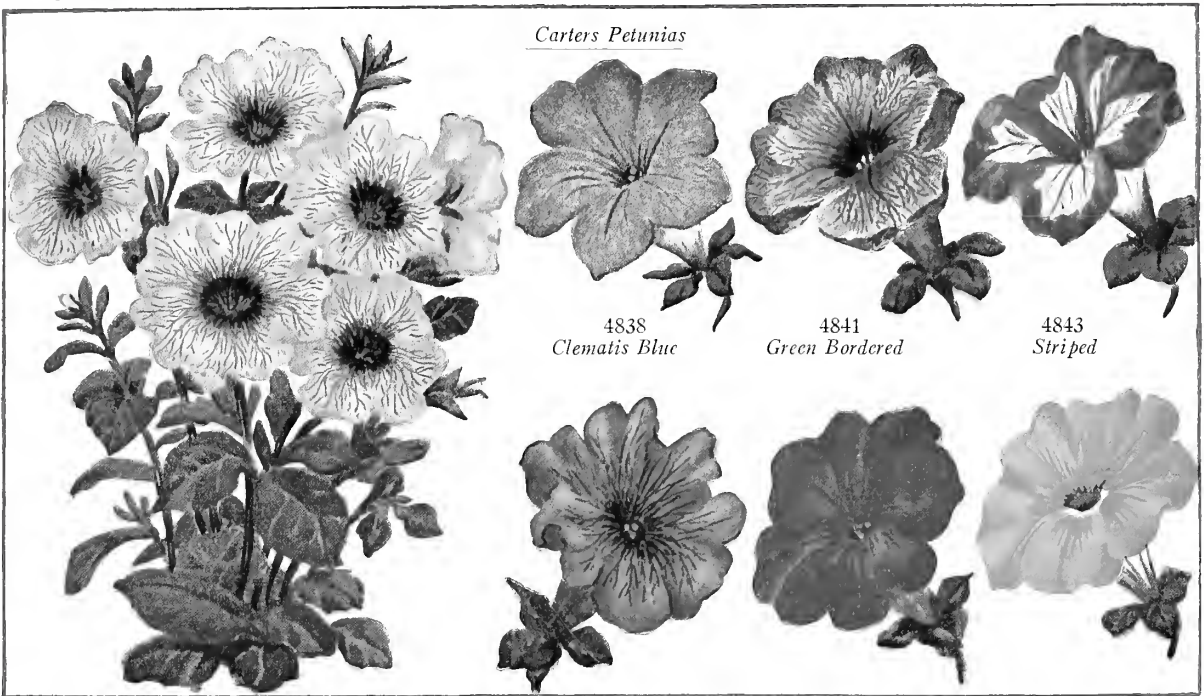 Carters Petunias
4838
Clematis Blue
4841
Green Bordered
4843
Striped